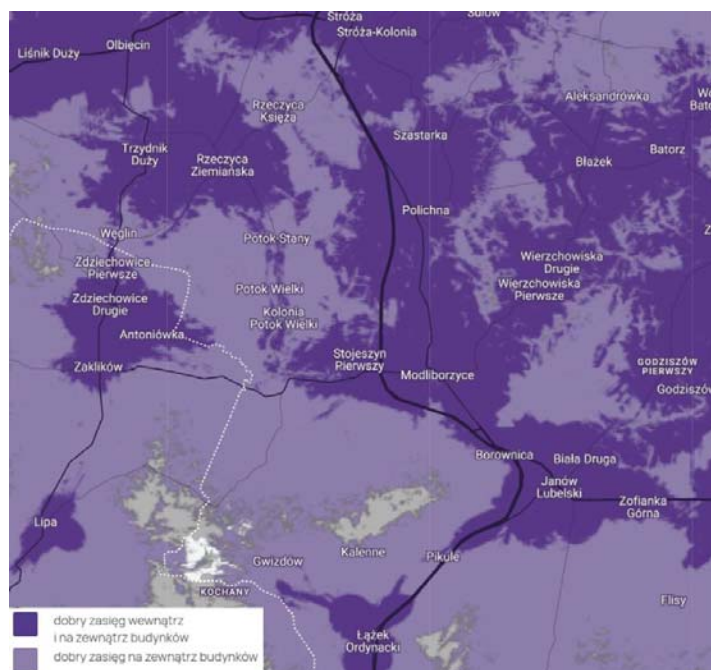 Stróża
Sulów
Stróża-Kolonia
Olbięcin
Liśnik Duży
Rzeczyca
Księża
Aleksandrówka
Batorz
Szastarka
Trzydnik
Duży
Rzeczyca
Ziemiańska
Błażek
Batorz
Polichna
Węglin
Potok-Stany
Zdziechowice
Pierwsze
Wierzchowiska
Drugie
Wierzchowiska
Pierwsze
Zdziechowice
Drugie
Potok Wielki
Kolonia
Potok Wielki
Antoniówka
Stojeszyn
Pierwszy
Zaklików
Modliborzyce
GODZISZÓW
PIERWSZY
Godziszów
Borownica
Biała Druga
Janów
Lubelski
Zofianka
Górna
Lipa
Kalenne
Gwizdów
Pikule
KOCHANY
Flisy
Łążek
Ordynacki
dobry zasięg wewnątrz
i na zewnątrz budynków
dobry zasięg na zewnątrz budynków